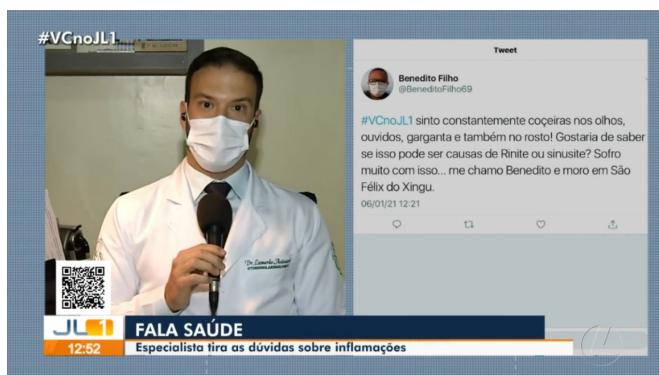 #VCnoJL1
Tweet
Benedito Filho
@BeneditoFilho69
#VCnoJL1 sinto constantemente coçeiras nos olhos,
ouvidos, garganta e também no rosto! Gostaria de saber
se isso pode ser causas de Rinite ou sinusite? Sofro
muito com isso... me chamo Benedito e moro em São
Félix do Xingu.
06/01/21 12:21
JL1
FALA SAÚDE
12:52
Especialista tira as dúvidas sobre inflamações